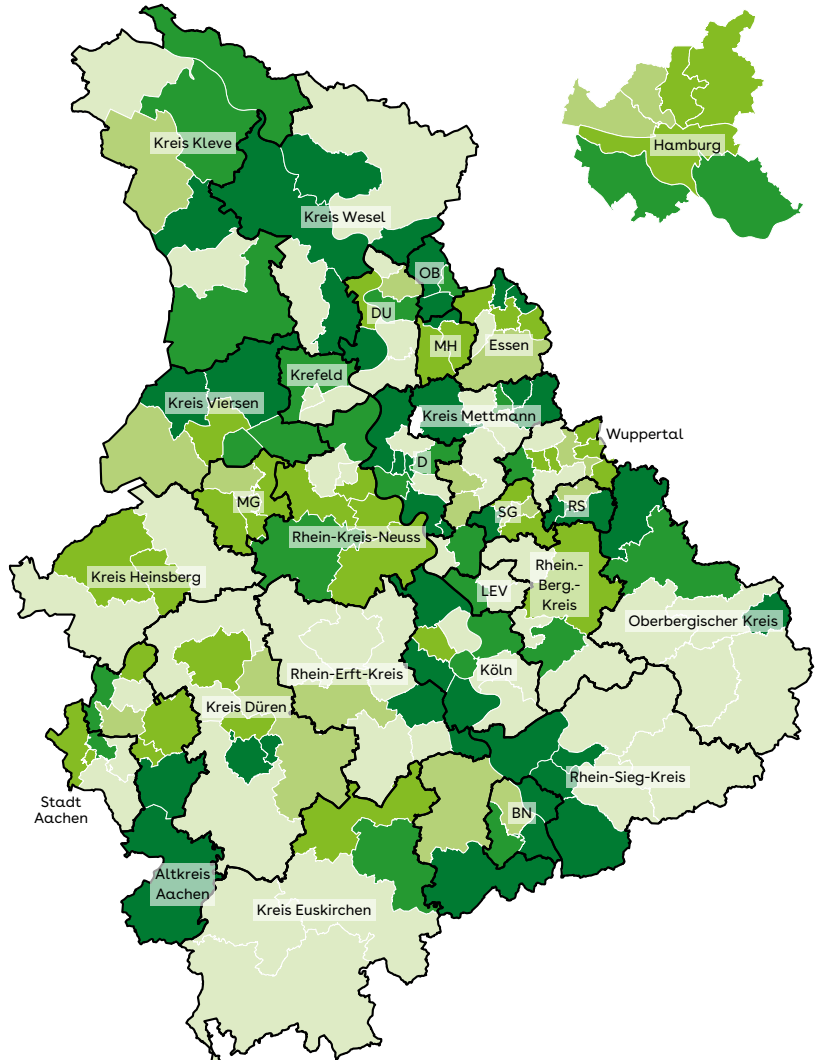 Kreis Kleve
Hamburg
Kreis Wesel
OB
DU
MH
Essen
Krefeld
Kreis Viersen
Kreis Mettmann
Wuppertal
D
MG
SG
RS
Rhein-Kreis-Neuss
Kreis Heinsberg
Rhein.-
Berg.-
Kreis
LEV
Oberbergischer Kreis
Köln
Rhein-Erft-Kreis
Kreis Düren
Rhein-Sieg-Kreis
Stadt
Aachen
BN
Altkreis
Aachen
Kreis Euskirchen